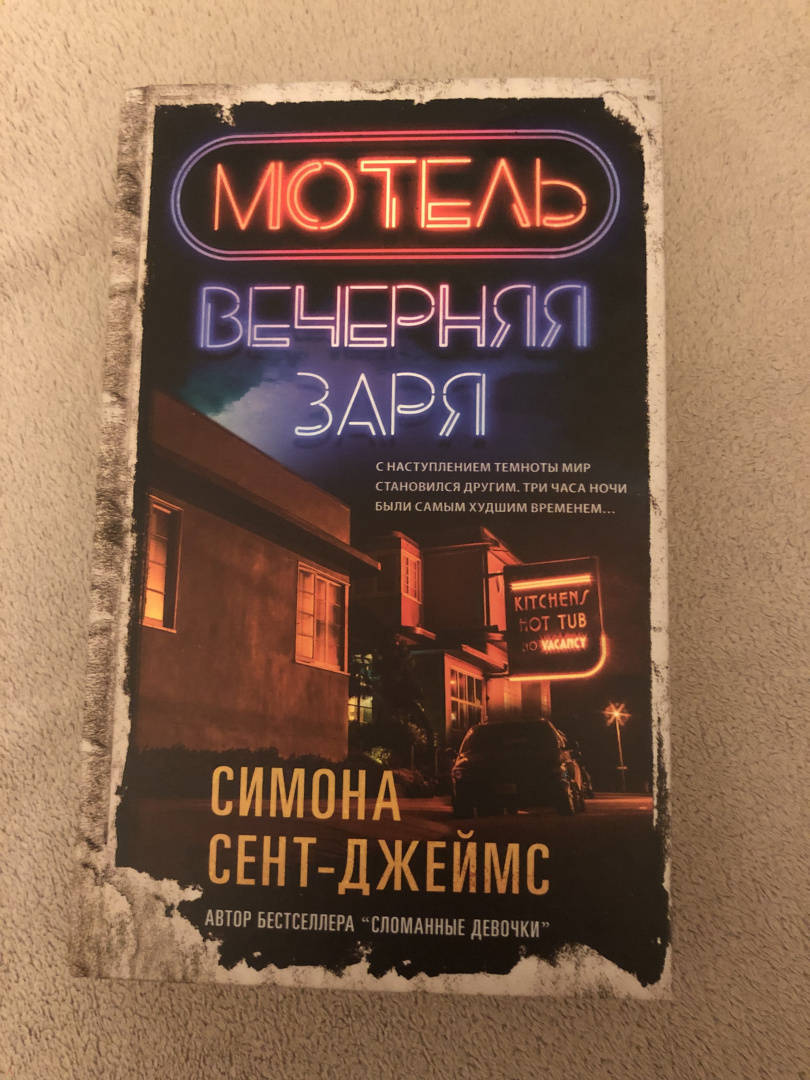 МОТЕЛЬ
ВЕЧЕРНЯЯ
ЗАРЯ
С НАСТУПЛЕНИЕМ ТЕМНОТЫ МИР
СТАНОВИЛСЯ ДРУГИМ. ТРИ ЧАСА НОЧИ
БЫЛИ САМЫМ ХУДШИМ ВРЕМЕНЕМ...
KITCHENS
HOT TUB
NO VACANCY
СИМОНА
СЕНТ-ДЖЕЙМС
АВТОР БЕСТСЕЛЛЕРА “СЛОМАННЫЕ ДЕВОЧКИ”